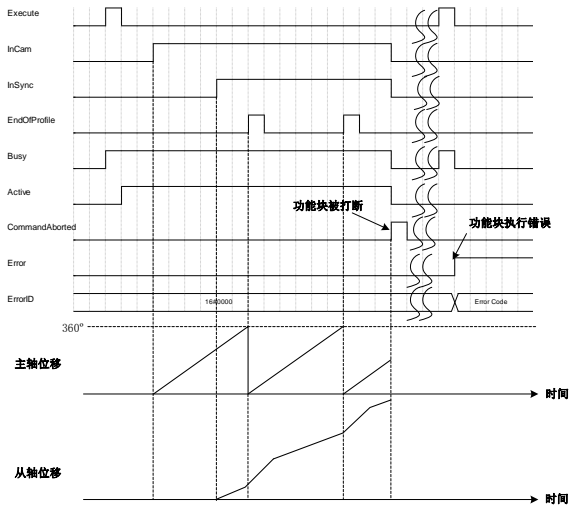 Execute
InCam
InSync
EndOfProfile
Busy
Active
功能块被打断
CommandAborted
功能块执行错误
Error
ErrorID
16#0000
Error Code
360°
主轴位移
时间
从轴位移
时间